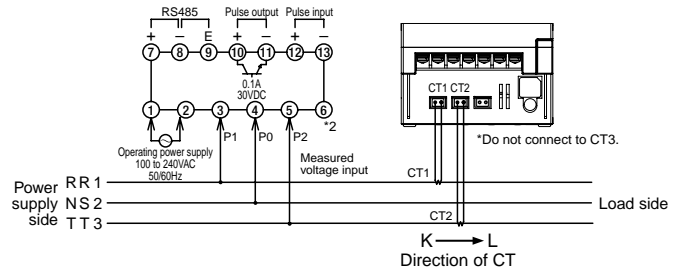 RS485
Pulse output
Pulse input
+ − E + − + −
7 8 9 10 11 12 13
0.1A
30VDC
1 2 3 4 5 6
*2
Operating power supply
100 to 240VAC
50/60Hz
P1
P0
P2
Measured
voltage input
CT1 CT2
*Do not connect to CT3.
CT1
CT2
Power
supply
side
R R 1
N S 2
T T 3
Load side
K L
Direction of CT